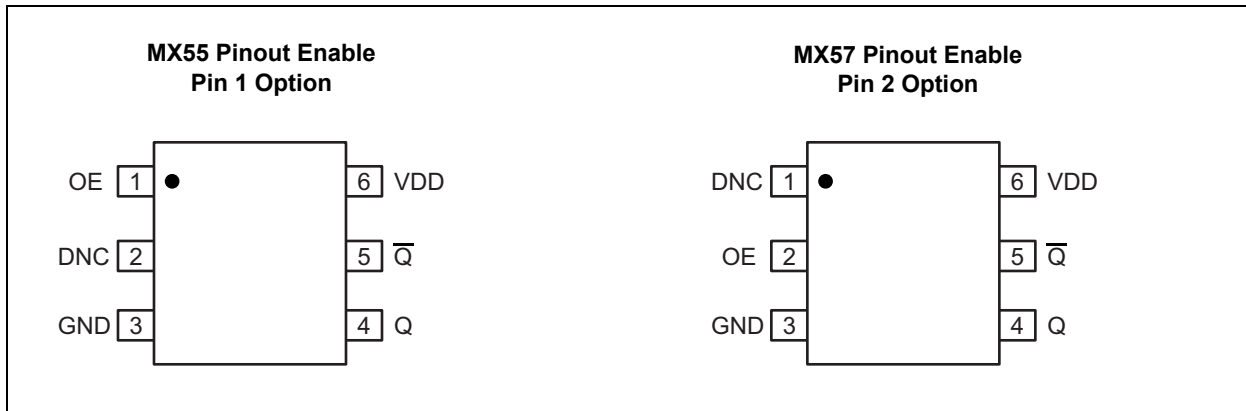 MX55 Pinout Enable
Pin 1 Option
OE 1 6 VDD
DNC 2 5 Q̅
GND 3 4 Q
MX57 Pinout Enable
Pin 2 Option
DNC 1 6 VDD
OE 2 5 Q̅
GND 3 4 Q